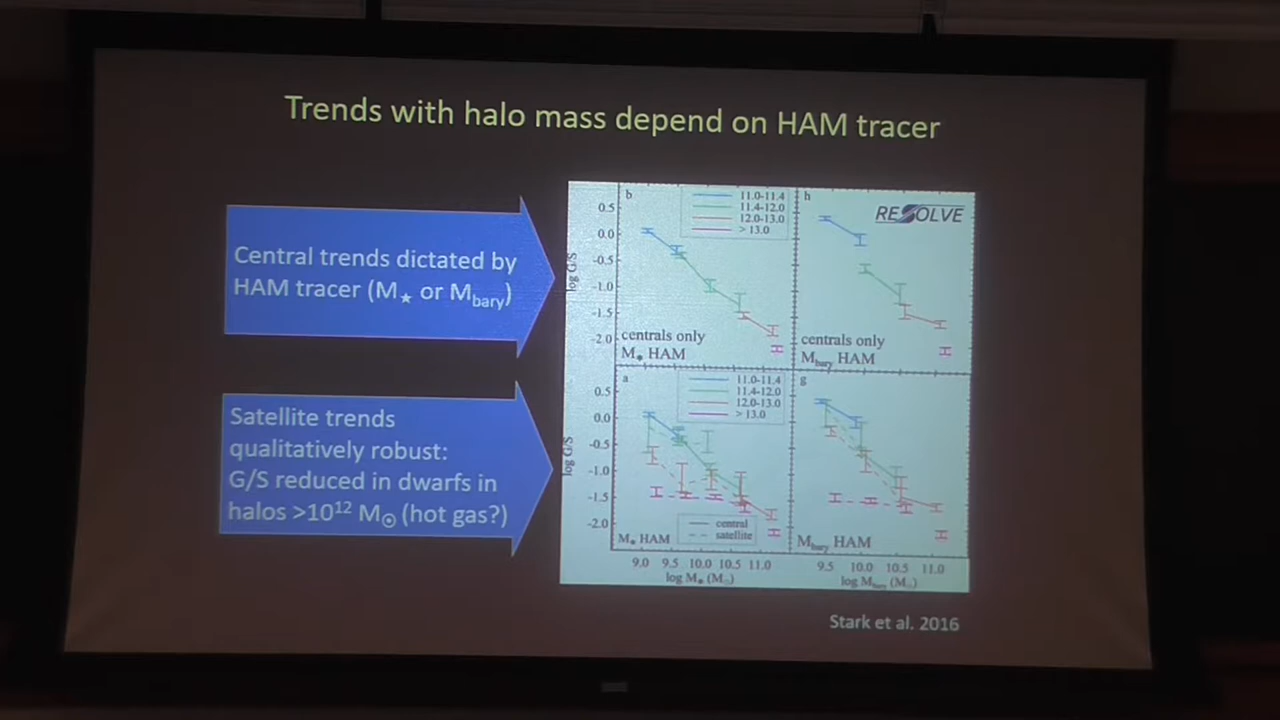 Trends with halo mass depend on HAM tracer
Central trends dictated by
HAM tracer (M★ or Mbary)
Satellite trends
qualitatively robust:
G/S reduced in dwarfs in
halos >10¹² M☉ (hot gas?)
b
11.0-11.4
11.4-12.0
12.0-13.0
> 13.0
h
RESOLVE
0.5
0.0
-0.5
-1.0
-1.5
-2.0
log G/S
centrals only
M* HAM
centrals only
Mbary HAM
a
11.0-11.4
11.4-12.0
12.0-13.0
> 13.0
g
0.5
0.0
-0.5
-1.0
-1.5
-2.0
log G/S
central
satellite
M* HAM
Mbary HAM
9.0 9.5 10.0 10.5 11.0
log M* (M☉)
9.5 10.0 10.5 11.0
log Mbary (M☉)
Stark et al. 2016